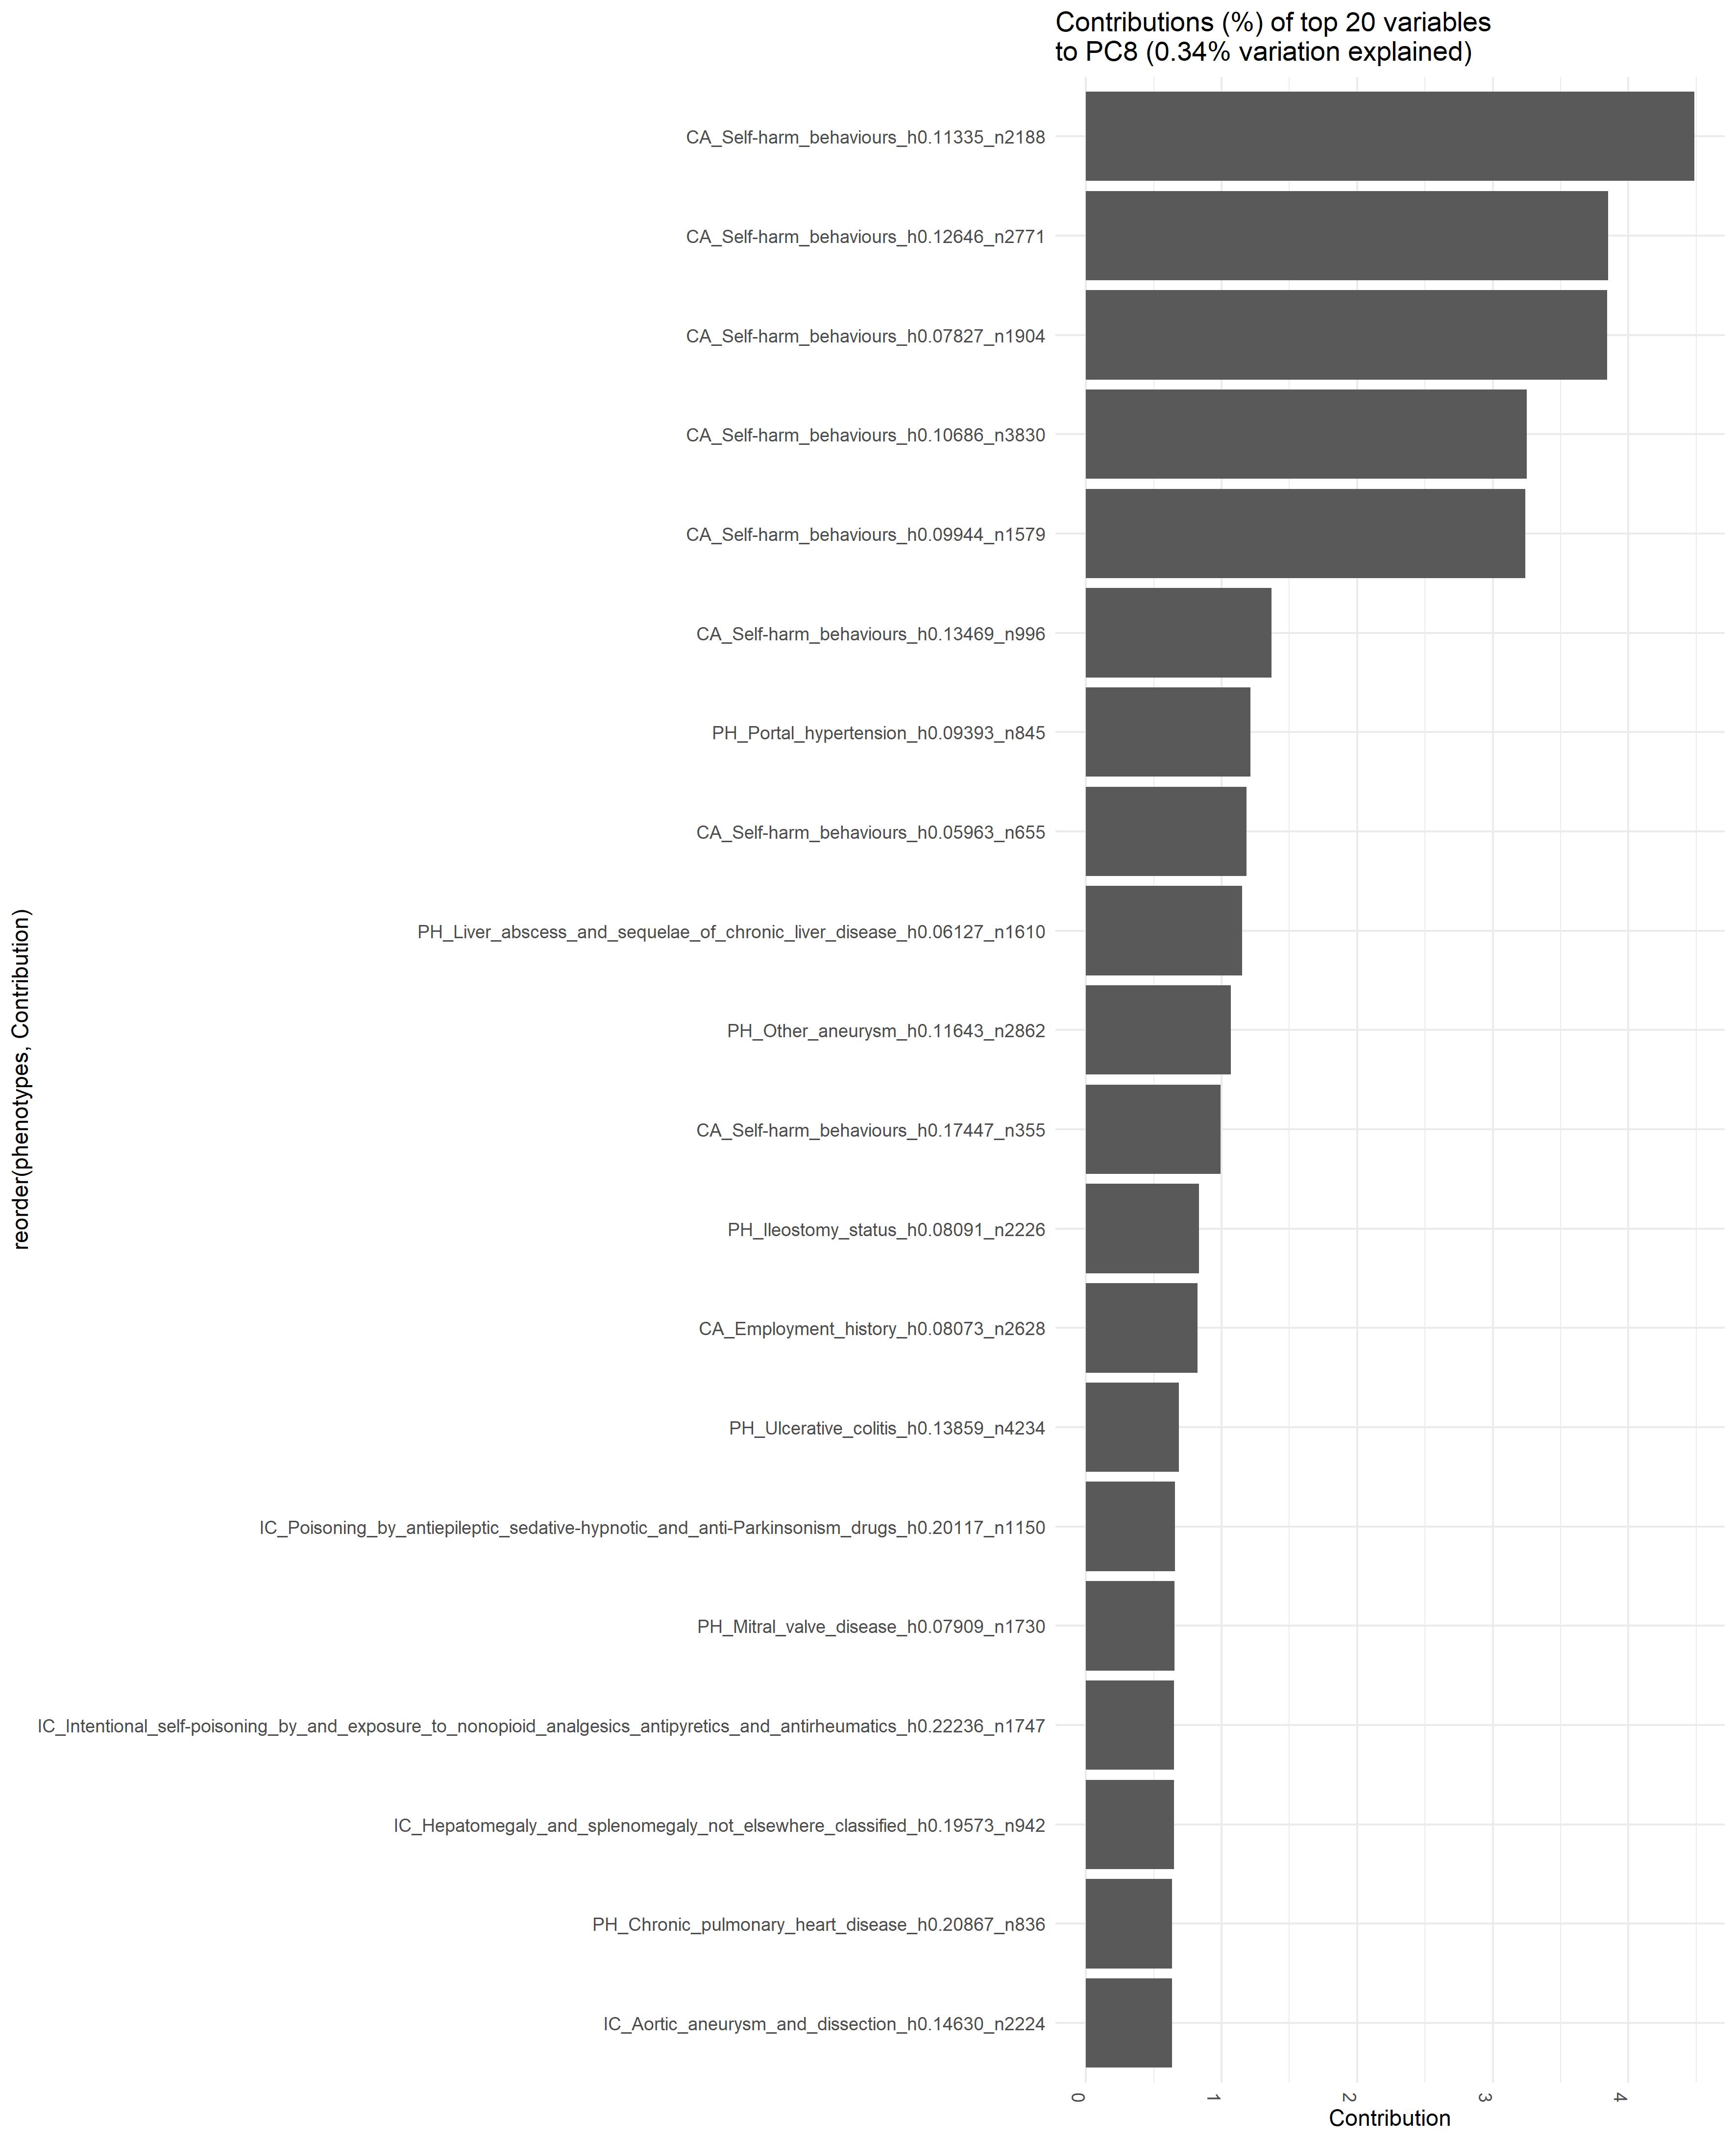 Contributions (%) of top 20 variables
to PC8 (0.34% variation explained)
CA_Self-harm_behaviours_h0.11335_n2188
CA_Self-harm_behaviours_h0.12646_n2771
CA_Self-harm_behaviours_h0.07827_n1904
CA_Self-harm_behaviours_h0.10686_n3830
CA_Self-harm_behaviours_h0.09944_n1579
CA_Self-harm_behaviours_h0.13469_n996
PH_Portal_hypertension_h0.09393_n845
CA_Self-harm_behaviours_h0.05963_n655
PH_Liver_abscess_and_sequelae_of_chronic_liver_disease_h0.06127_n1610
PH_Other_aneurysm_h0.11643_n2862
CA_Self-harm_behaviours_h0.17447_n355
PH_Ileostomy_status_h0.08091_n2226
CA_Employment_history_h0.08073_n2628
PH_Ulcerative_colitis_h0.13859_n4234
IC_Poisoning_by_antiepileptic_sedative-hypnotic_and_anti-Parkinsonism_drugs_h0.20117_n1150
PH_Mitral_valve_disease_h0.07909_n1730
IC_Intentional_self-poisoning_by_and_exposure_to_nonopioid_analgesics_antipyretics_and_antirheumatics_h0.22236_n1747
IC_Hepatomegaly_and_splenomegaly_not_elsewhere_classified_h0.19573_n942
PH_Chronic_pulmonary_heart_disease_h0.20867_n836
IC_Aortic_aneurysm_and_dissection_h0.14630_n2224
reorder(phenotypes, Contribution)
0
1
2
3
4
Contribution